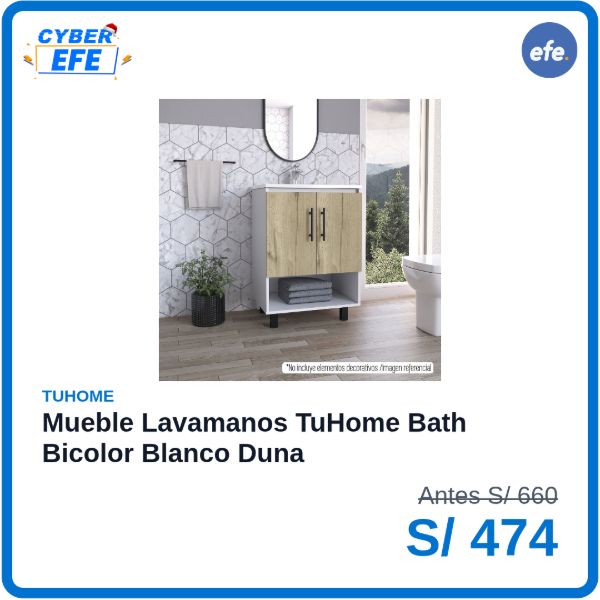 CYBER
EFE
efe.
*No incluye elementos decorativos /Imagen referencial
TUHOME
Mueble Lavamanos TuHome Bath
Bicolor Blanco Duna
Antes S/ 660
S/ 474